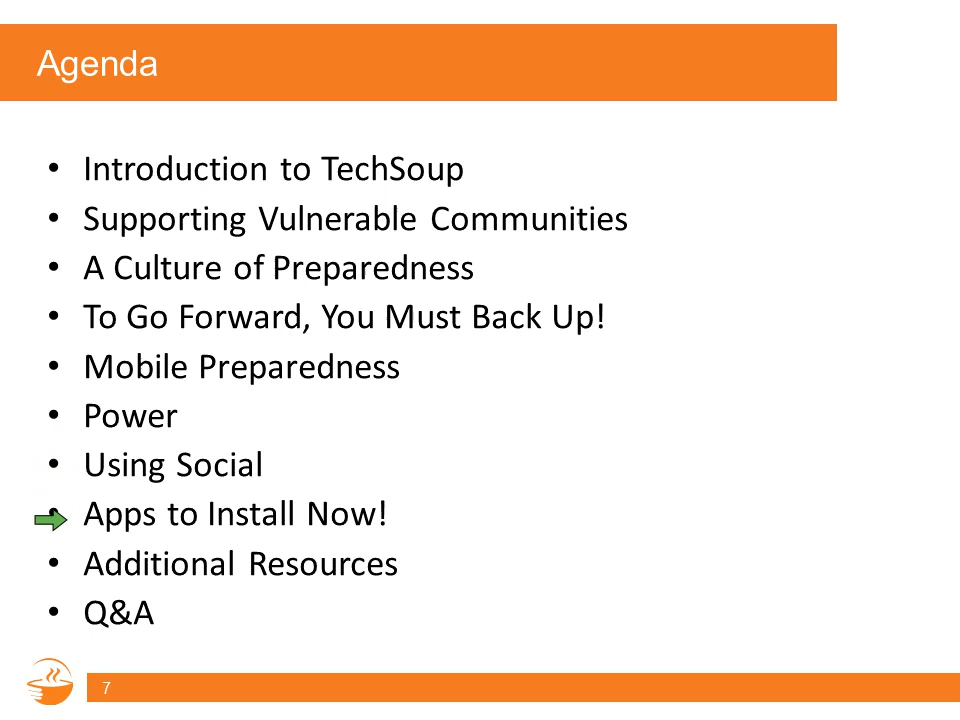 Agenda
• Introduction to TechSoup
• Supporting Vulnerable Communities
• A Culture of Preparedness
• To Go Forward, You Must Back Up!
• Mobile Preparedness
• Power
• Using Social
• Apps to Install Now!
• Additional Resources
• Q&A
7